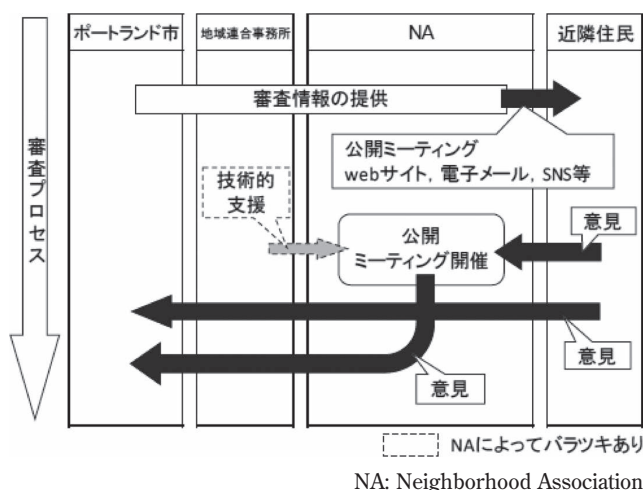 ポートランド市
地域連合事務所
NA
近隣住民
審査情報の提供
公開ミーティング
webサイト, 電子メール, SNS等
審査プロセス
技術的
支援
公開
ミーティング開催
意見
意見
意見
NAによってバラツキあり
NA: Neighborhood Association